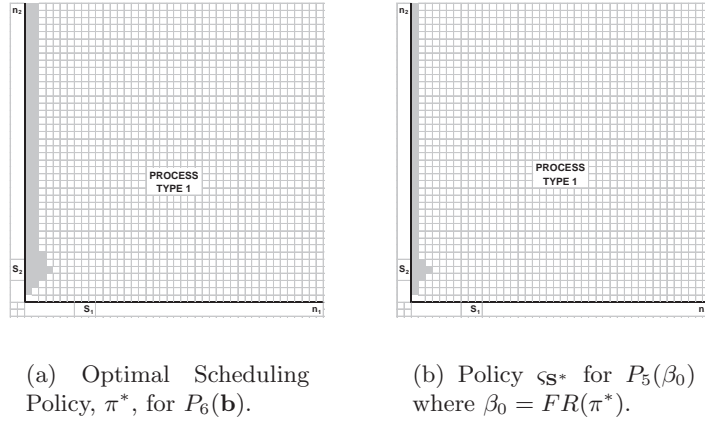 n₂
PROCESS
TYPE 1
S₂
S₁
n₁
(a) Optimal Scheduling
Policy, π*, for P₆(b).
n₂
PROCESS
TYPE 1
S₂
S₁
n
(b) Policy ς_S* for P₅(β₀)
where β₀ = FR(π*).